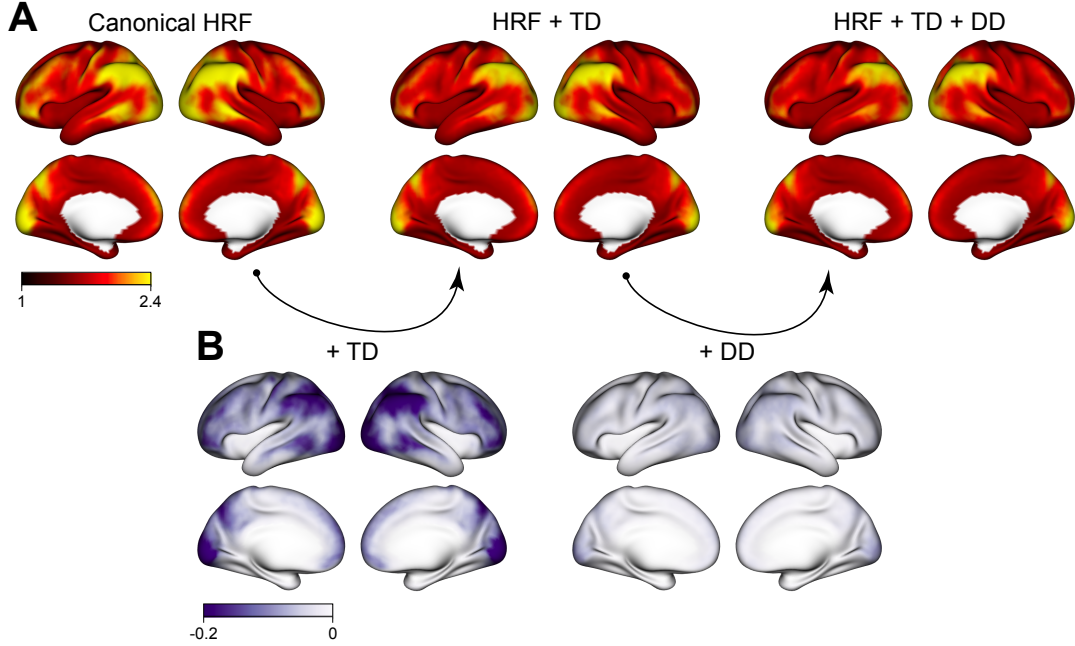 A
Canonical HRF
HRF + TD
HRF + TD + DD
1
2.4
B
+ TD
+ DD
-0.2
0